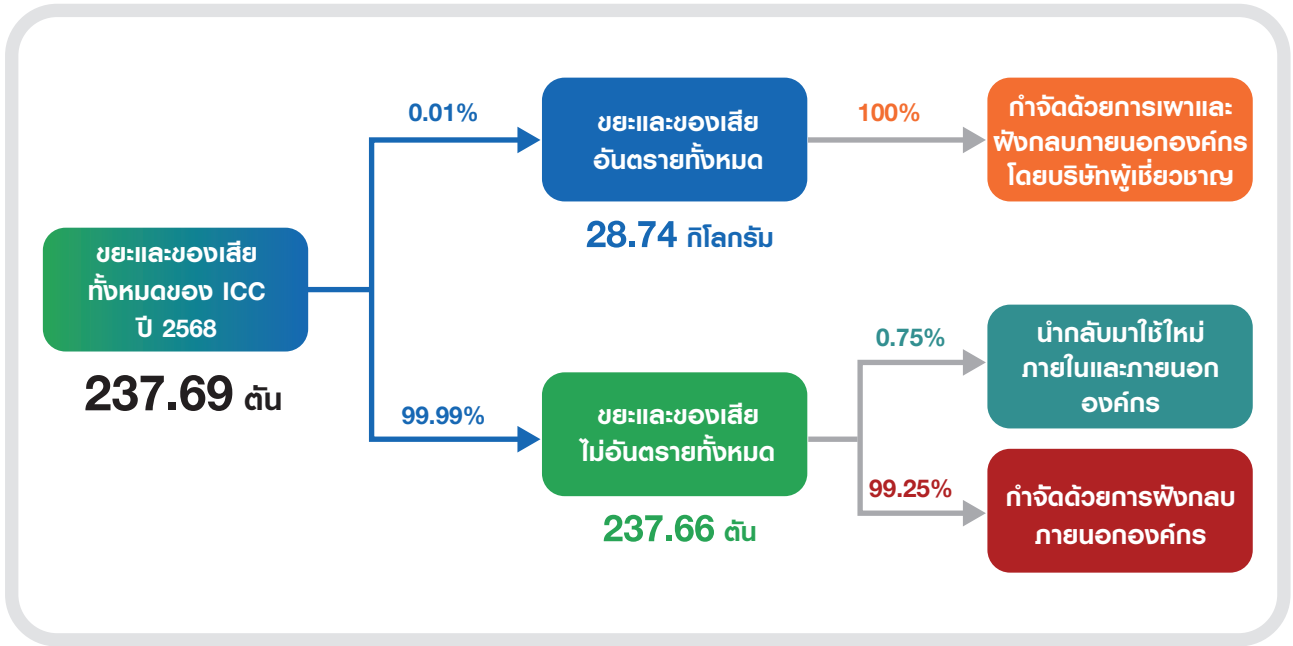 ขยะและของเสีย
ทั้งหมดของ ICC
ปี 2568
237.69 ตัน
0.01%
ขยะและของเสีย
อันตรายทั้งหมด
28.74 กิโลกรัม
100%
กำจัดด้วยการเผาและ
ฝังกลบภายนอกองค์กร
โดยบริษัทผู้เชี่ยวชาญ
99.99%
ขยะและของเสีย
ไม่อันตรายทั้งหมด
237.66 ตัน
0.75%
นำกลับมาใช้ใหม่
ภายในและภายนอก
องค์กร
99.25%
กำจัดด้วยการฝังกลบ
ภายนอกองค์กร